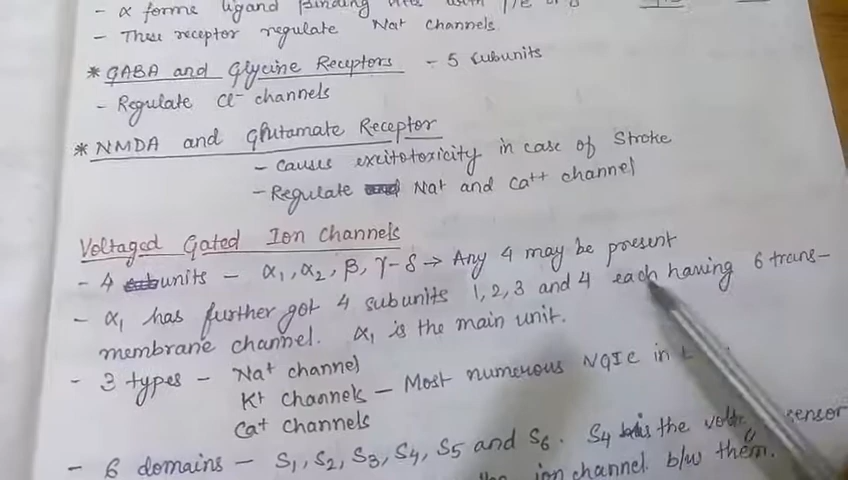 - α forms ligand Binding
- These receptor regulate Na+ channels
* GABA and Glycine Receptors - 5 subunits
- Regulate Cl- channels
* NMDA and Glutamate Receptor
- causes excitotoxicity in case of Stroke
- Regulate Na+ and Ca++ channel
Voltaged Gated Ion Channels
- 4 units - α1, α2, β, γ-δ → Any 4 may be present
- α1 has further got 4 subunits 1, 2, 3 and 4 each having 6 trans-
membrane channel. α1 is the main unit.
- 3 types - Na+ channel
K+ channels - Most numerous VGIC in
Ca+ channels
- 6 domains - S1, S2, S3, S4, S5 and S6. S4 is the sensor
ion channel b/w them.